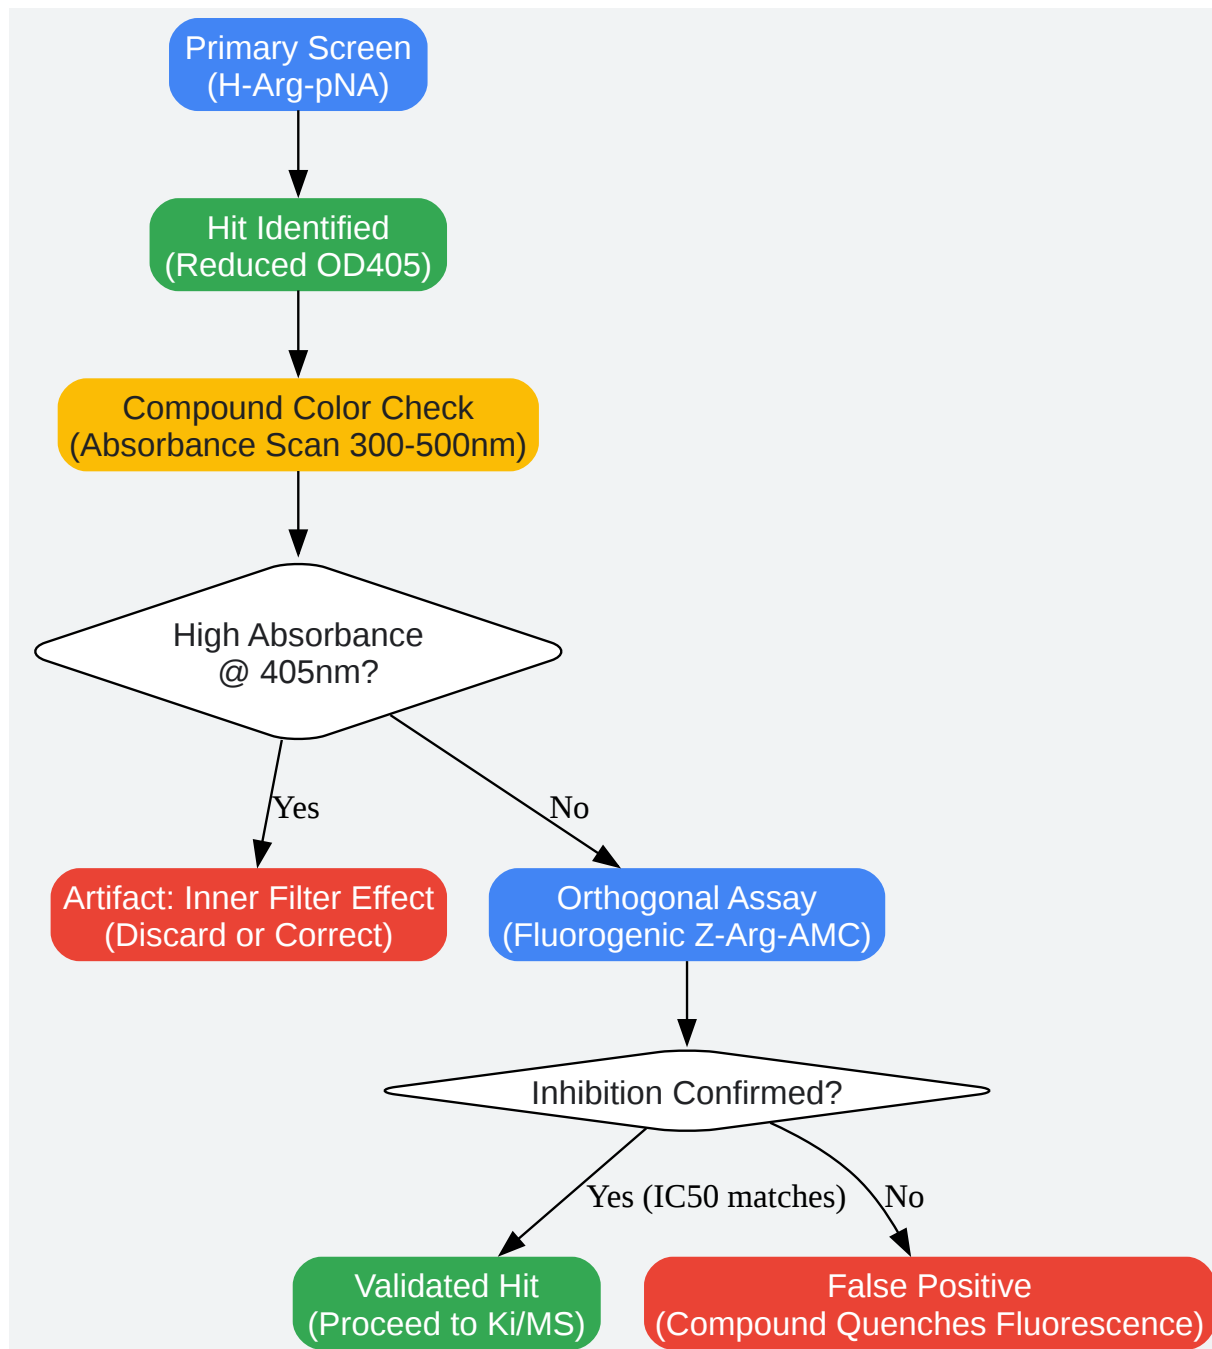 Primary Screen
(H-Arg-pNA)
Hit Identified
(Reduced OD405)
Compound Color Check
(Absorbance Scan 300-500nm)
High Absorbance
@ 405nm?
Yes
No
Artifact: Inner Filter Effect
(Discard or Correct)
Orthogonal Assay
(Fluorogenic Z-Arg-AMC)
Inhibition Confirmed?
Yes (IC50 matches)
No
Validated Hit
(Proceed to Ki/MS)
False Positive
(Compound Quenches Fluorescence)